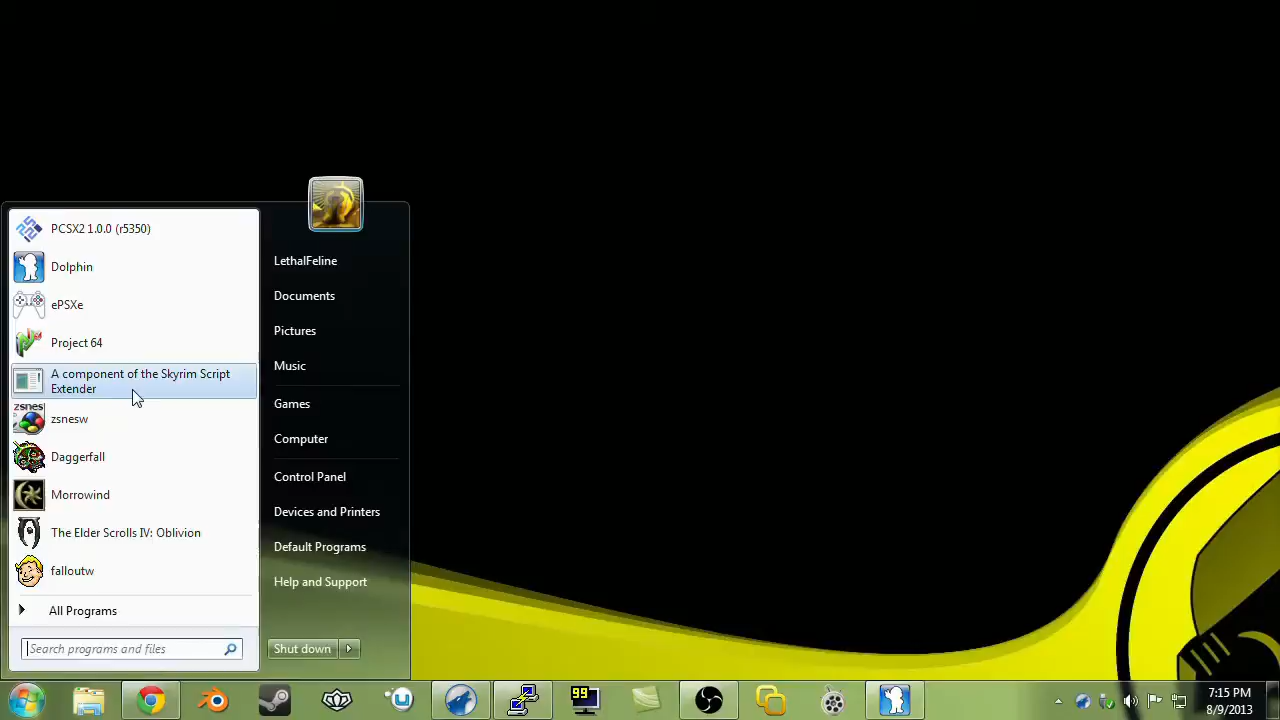 PCSX2 1.0.0 (r5350)
Dolphin
ePSXe
Project 64
A component of the Skyrim Script
Extender
zsnes
zsnesw
Daggerfall
Morrowind
The Elder Scrolls IV: Oblivion
falloutw
All Programs
Search programs and files
LethalFeline
Documents
Pictures
Music
Games
Computer
Control Panel
Devices and Printers
Default Programs
Help and Support
Shut down
99
7:15 PM
8/9/2013